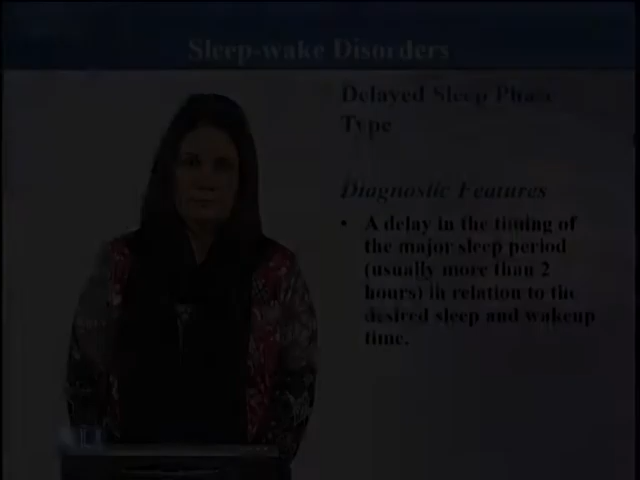 Sleep-wake Disorders
Delayed Sleep Phase
Type
Diagnostic Features
• A delay in the timing of
the major sleep period
(usually more than 2
hours) in relation to the
desired sleep and wakeup
time.